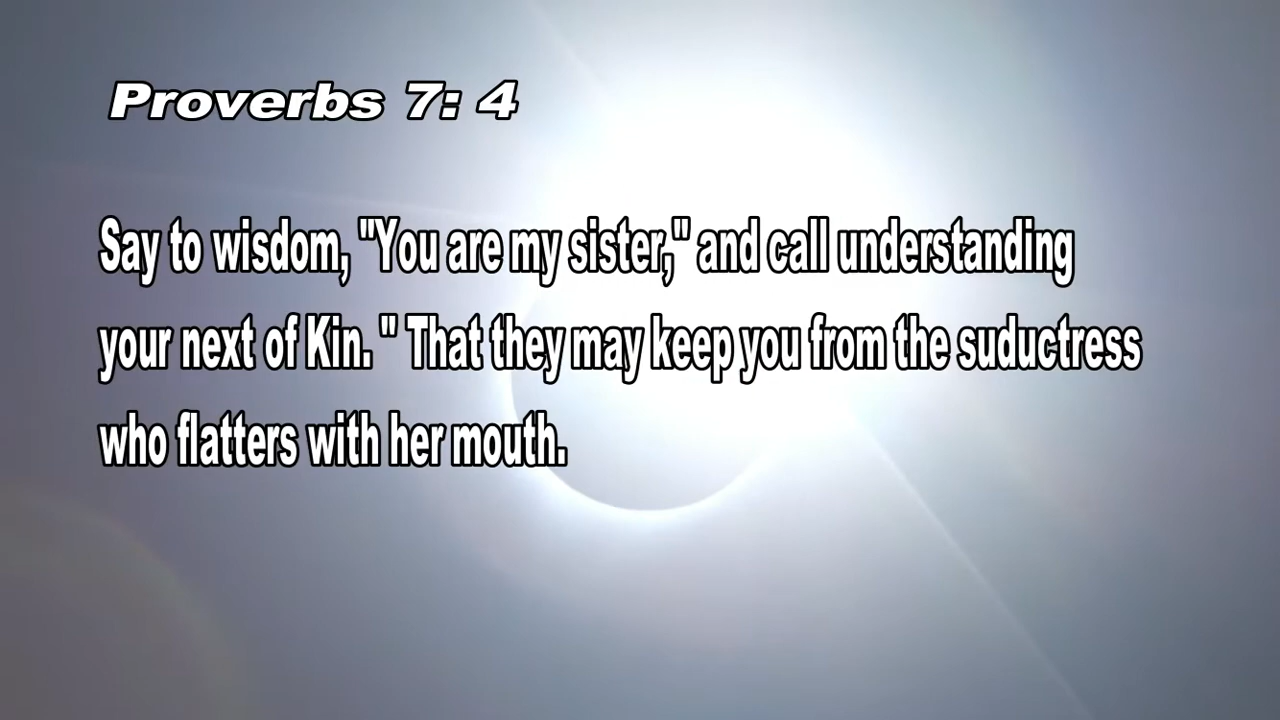 Proverbs 7: 4
Say to wisdom, "You are my sister," and call understanding
your next of Kin. " That they may keep you from the suductress
who flatters with her mouth.